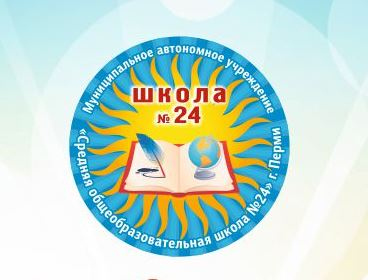 Муниципальное автономное учреждение
школа
№ 24
«Средняя общеобразовательная школа №24» г. Перми